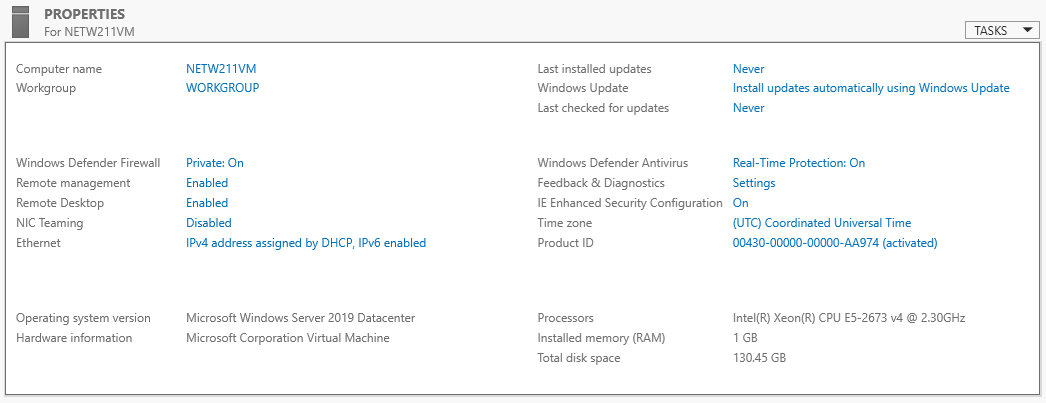 PROPERTIES
For NETW211VM
TASKS
Computer name NETW211VM
Workgroup WORKGROUP
Last installed updates Never
Windows Update Install updates automatically using Windows Update
Last checked for updates Never
Windows Defender Firewall Private: On
Remote management Enabled
Remote Desktop Enabled
NIC Teaming Disabled
Ethernet IPv4 address assigned by DHCP, IPv6 enabled
Windows Defender Antivirus Real-Time Protection: On
Feedback & Diagnostics Settings
IE Enhanced Security Configuration On
Time zone (UTC) Coordinated Universal Time
Product ID 00430-00000-00000-AA974 (activated)
Operating system version Microsoft Windows Server 2019 Datacenter
Hardware information Microsoft Corporation Virtual Machine
Processors Intel(R) Xeon(R) CPU E5-2673 v4 @ 2.30GHz
Installed memory (RAM) 1 GB
Total disk space 130.45 GB